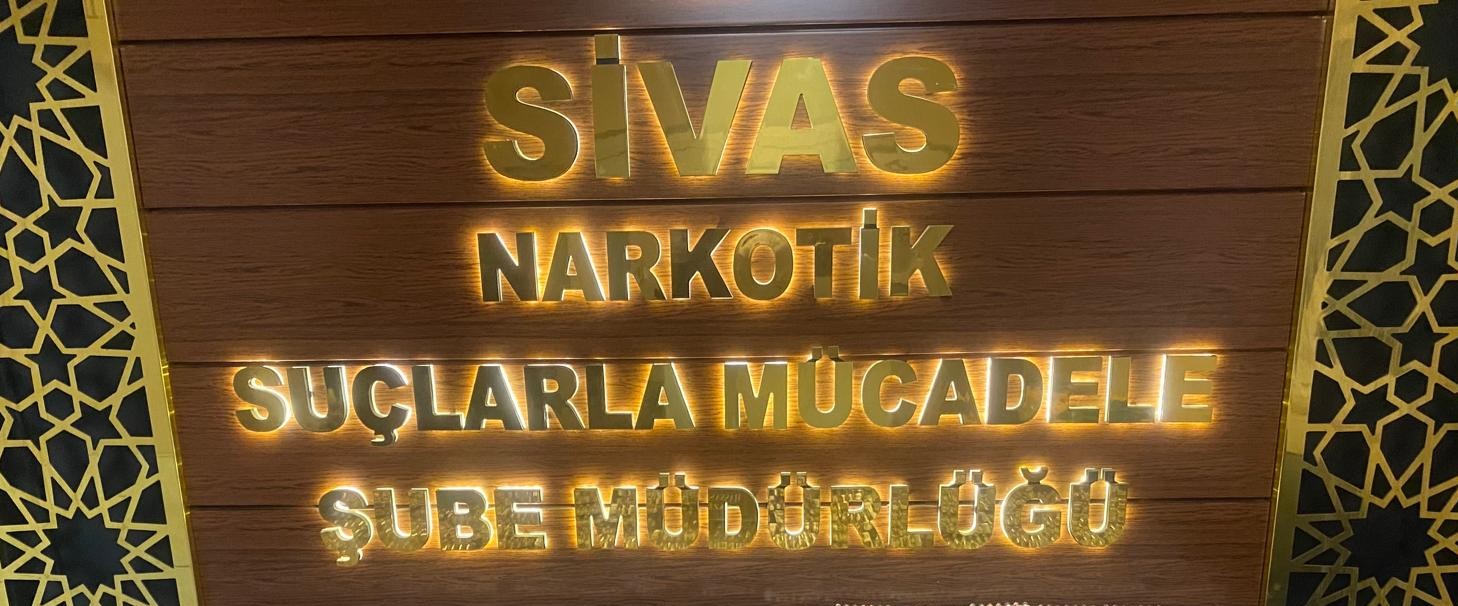 SİVAS
NARKOTİK
SUÇLARLA MÜCADELE
ŞUBE MÜDÜRLÜĞÜ